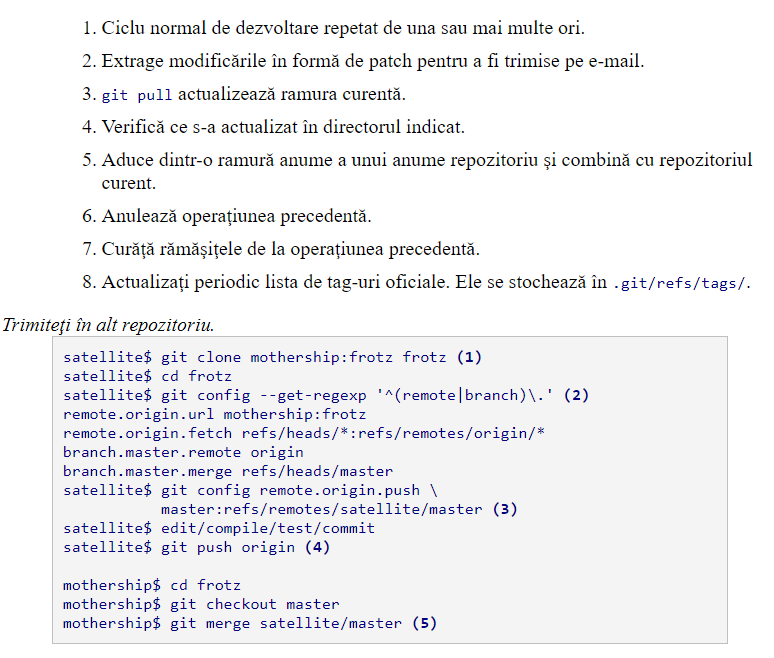 1. Ciclu normal de dezvoltare repetat de una sau mai multe ori.
2. Extrage modificările în formă de patch pentru a fi trimise pe e-mail.
3. git pull actualizează ramura curentă.
4. Verifică ce s-a actualizat în directorul indicat.
5. Aduce dintr-o ramură anume a unui anume repozitoriu și combină cu repozitoriul
curent.
6. Anulează operațiunea precedentă.
7. Curăță rămășițele de la operațiunea precedentă.
8. Actualizaţi periodic lista de tag-uri oficiale. Ele se stochează în .git/refs/tags/.
Trimiteţi în alt repozitoriu.
satellite$ git clone mothership:frotz frotz (1)
satellite$ cd frotz
satellite$ git config --get-regexp '^(remote|branch)\.' (2)
remote.origin.url mothership:frotz
remote.origin.fetch refs/heads/*:refs/remotes/origin/*
branch.master.remote origin
branch.master.merge refs/heads/master
satellite$ git config remote.origin.push \
master:refs/remotes/satellite/master (3)
satellite$ edit/compile/test/commit
satellite$ git push origin (4)
mothership$ cd frotz
mothership$ git checkout master
mothership$ git merge satellite/master (5)